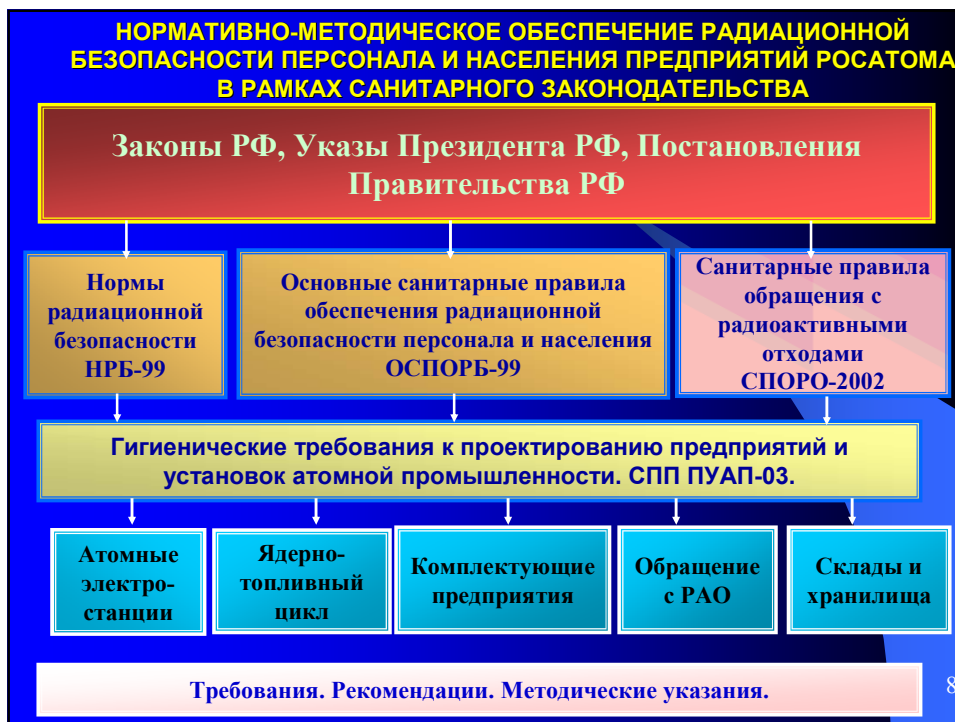 НОРМАТИВНО-МЕТОДИЧЕСКОЕ ОБЕСПЕЧЕНИЕ РАДИАЦИОННОЙ
БЕЗОПАСНОСТИ ПЕРСОНАЛА И НАСЕЛЕНИЯ ПРЕДПРИЯТИЙ РОСАТОМА
В РАМКАХ САНИТАРНОГО ЗАКОНОДАТЕЛЬСТВА
Законы РФ, Указы Президента РФ, Постановления
Правительства РФ
Нормы
радиационной
безопасности
НРБ-99
Основные санитарные правила
обеспечения радиационной
безопасности персонала и населения
ОСПОРБ-99
Санитарные правила
обращения с
радиоактивными
отходами
СПОРО-2002
Гигиенические требования к проектированию предприятий и
установок атомной промышленности. СПП ПУАП-03.
Атомные
электро-
станции
Ядерно-
топливный
цикл
Комплектующие
предприятия
Обращение
с РАО
Склады и
хранилища
Требования. Рекомендации. Методические указания.
8